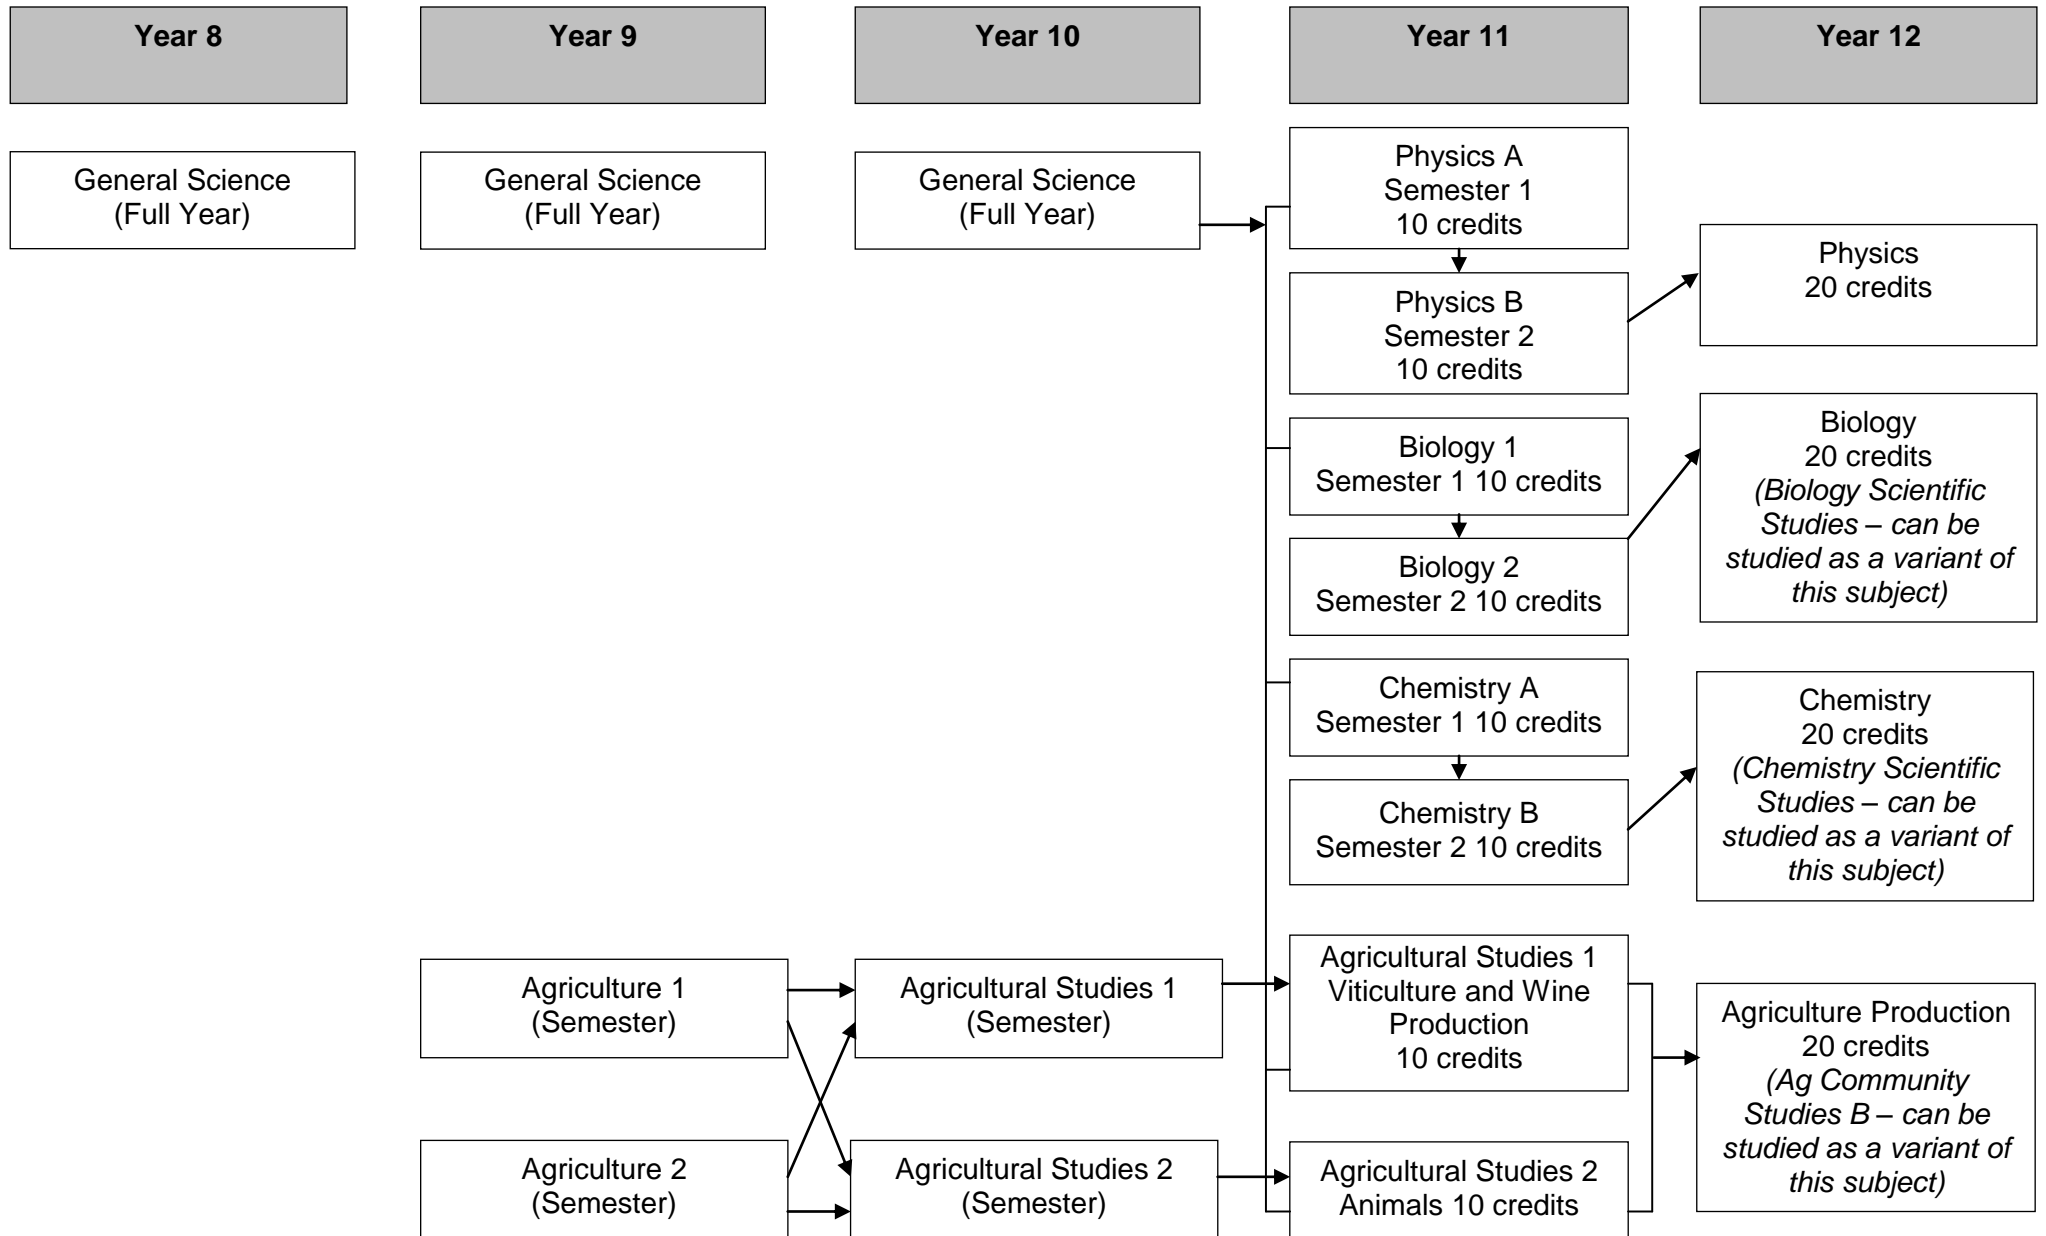 Year 8
Year 9
Year 10
Year 11
Year 12
General Science
(Full Year)
General Science
(Full Year)
General Science
(Full Year)
Physics A
Semester 1
10 credits
Physics B
Semester 2
10 credits
Physics
20 credits
Biology 1
Semester 1 10 credits
Biology 2
Semester 2 10 credits
Biology
20 credits
(Biology Scientific
Studies – can be
studied as a variant of
this subject)
Chemistry A
Semester 1 10 credits
Chemistry B
Semester 2 10 credits
Chemistry
20 credits
(Chemistry Scientific
Studies – can be
studied as a variant of
this subject)
Agriculture 1
(Semester)
Agricultural Studies 1
(Semester)
Agricultural Studies 1
Viticulture and Wine
Production
10 credits
Agriculture 2
(Semester)
Agricultural Studies 2
(Semester)
Agricultural Studies 2
Animals 10 credits
Agriculture Production
20 credits
(Ag Community
Studies B – can be
studied as a variant of
this subject)